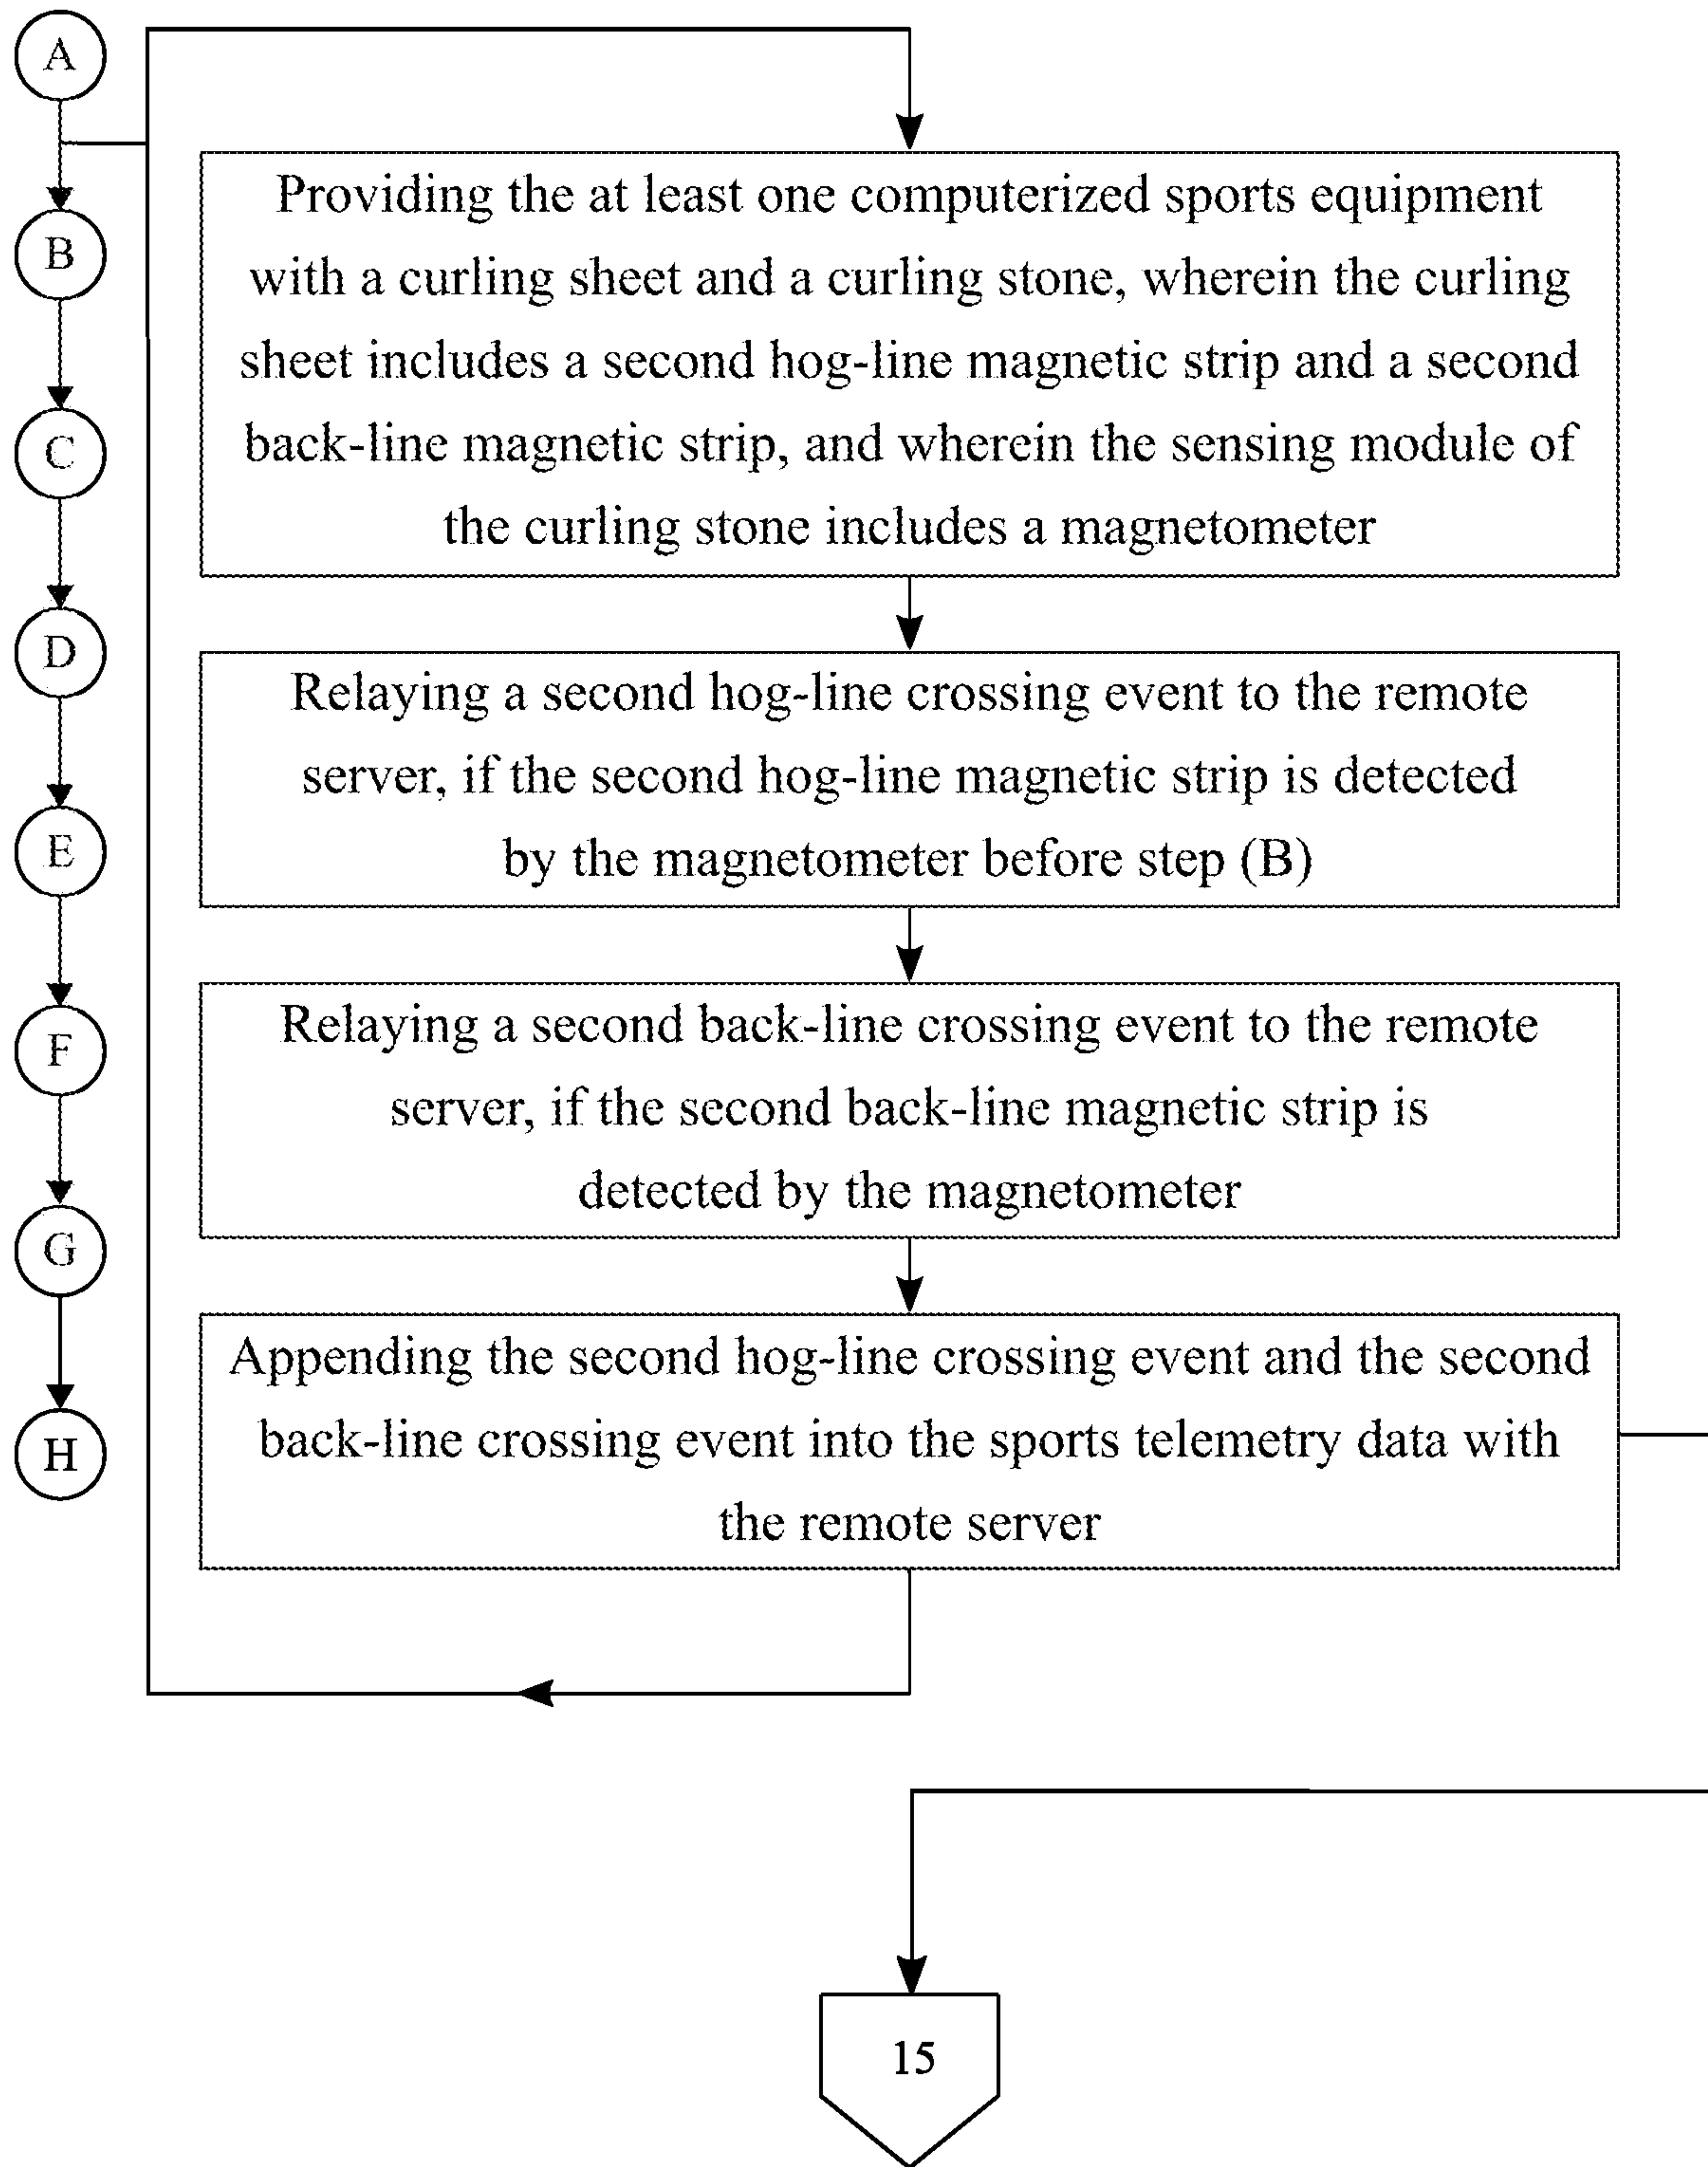 A
B
C
D
E
F
G
H
Providing the at least one computerized sports equipment
with a curling sheet and a curling stone, wherein the curling
sheet includes a second hog-line magnetic strip and a second
back-line magnetic strip, and wherein the sensing module of
the curling stone includes a magnetometer
Relaying a second hog-line crossing event to the remote
server, if the second hog-line magnetic strip is detected
by the magnetometer before step (B)
Relaying a second back-line crossing event to the remote
server, if the second back-line magnetic strip is
detected by the magnetometer
Appending the second hog-line crossing event and the second
back-line crossing event into the sports telemetry data with
the remote server
15